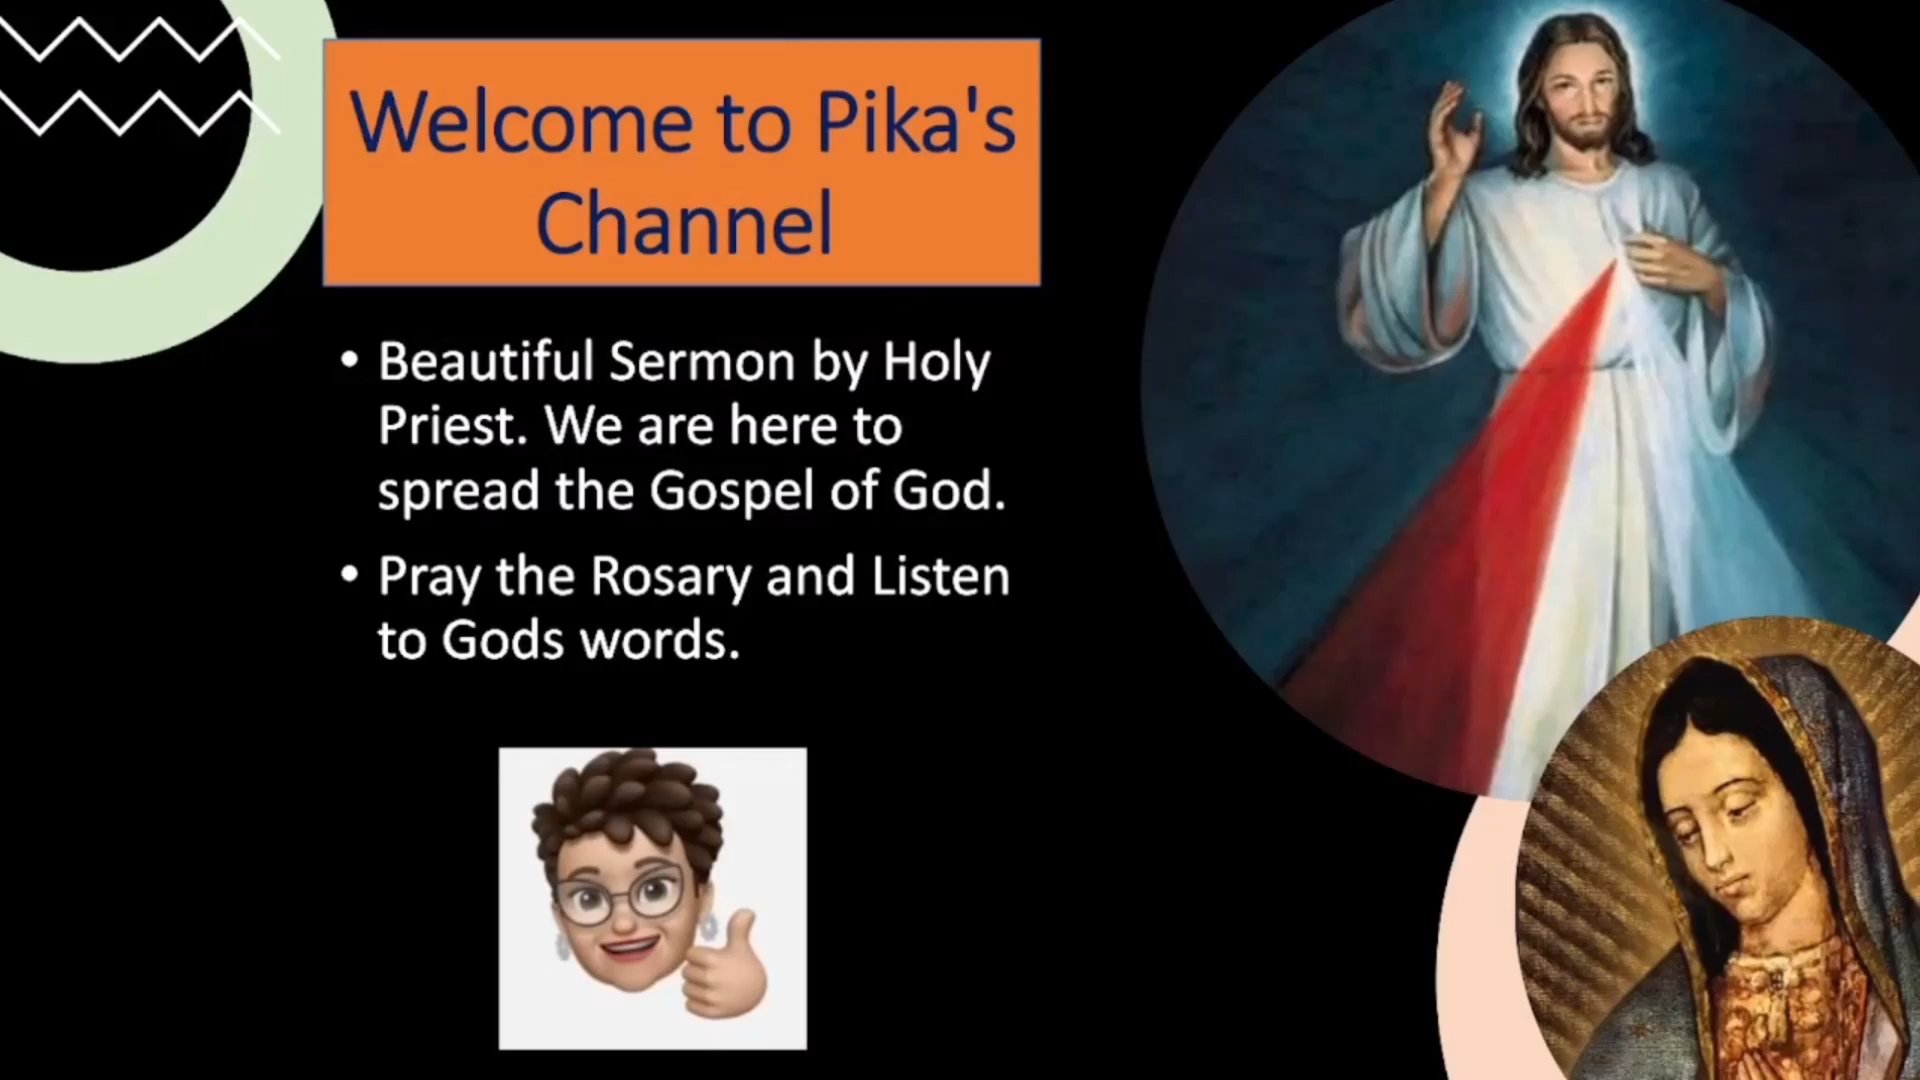 Welcome to Pika's
Channel
• Beautiful Sermon by Holy
Priest. We are here to
spread the Gospel of God.
• Pray the Rosary and Listen
to Gods words.